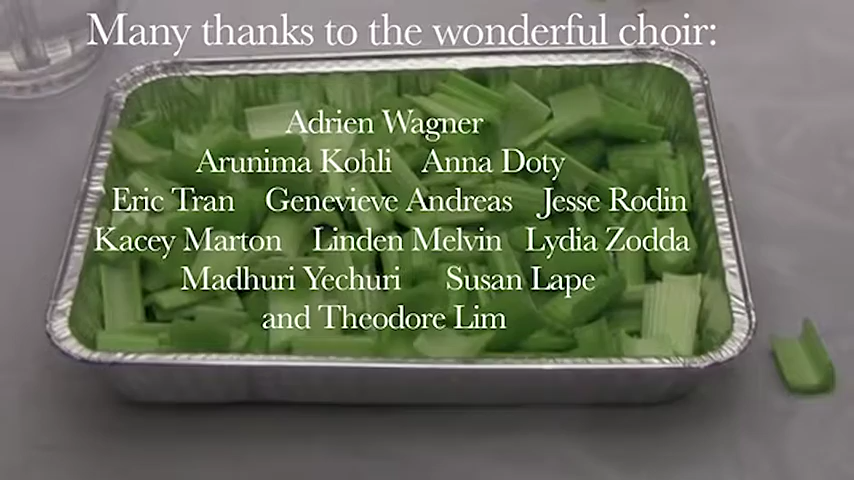 Many thanks to the wonderful choir:
Adrien Wagner
Arunima Kohli Anna Doty
Eric Tran Genevieve Andreas Jesse Rodin
Kacey Marton Linden Melvin Lydia Zodda
Madhuri Yechuri Susan Lape
and Theodore Lim